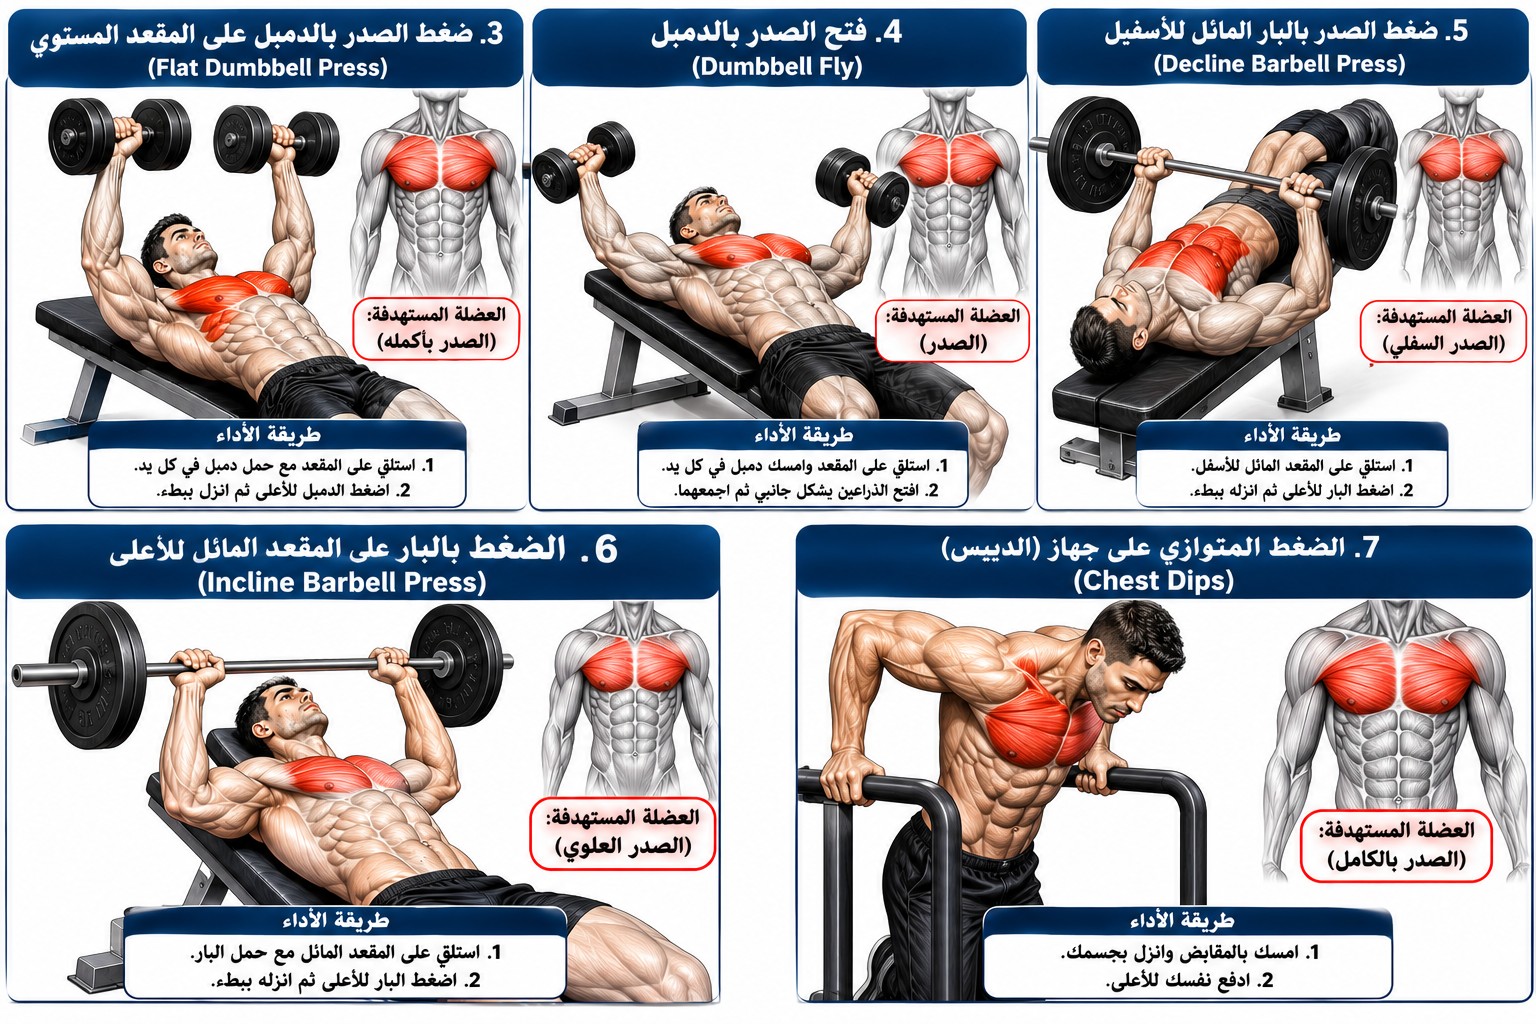 3. ضغط الصدر بالدمبل على المقعد المستوي
(Flat Dumbbell Press)
العضلة المستهدفة:
(الصدر بأكمله)
طريقة الأداء
1. استلقِ على المقعد مع حمل دمبل في كل يد.
2. اضغط الدمبل للأعلى ثم انزل ببطء.
4. فتح الصدر بالدمبل
(Dumbbell Fly)
العضلة المستهدفة:
(الصدر)
طريقة الأداء
1. استلقِ على المقعد وامسك دمبل في كل يد.
2. افتح الذراعين يشكل جانبي ثم اجمعهما.
5. ضغط الصدر بالبار المائل للأسفيل
(Decline Barbell Press)
العضلة المستهدفة:
(الصدر السفلي)
طريقة الأداء
1. استلقِ على المقعد المائل للأسفل.
2. اضغط البار للأعلى ثم انزله ببطء.
6. الضغط بالبار على المقعد المائل للأعلى
(Incline Barbell Press)
العضلة المستهدفة:
(الصدر العلوي)
طريقة الأداء
1. استلقِ على المقعد المائل مع حمل البار.
2. اضغط البار للأعلى ثم انزله ببطء.
7. الضغط المتوازي على جهاز (الدييس)
(Chest Dips)
العضلة المستهدفة:
(الصدر بالكامل)
طريقة الأداء
1. امسك بالمقابض وانزل بجسمك.
2. ادفع نفسك للأعلى.